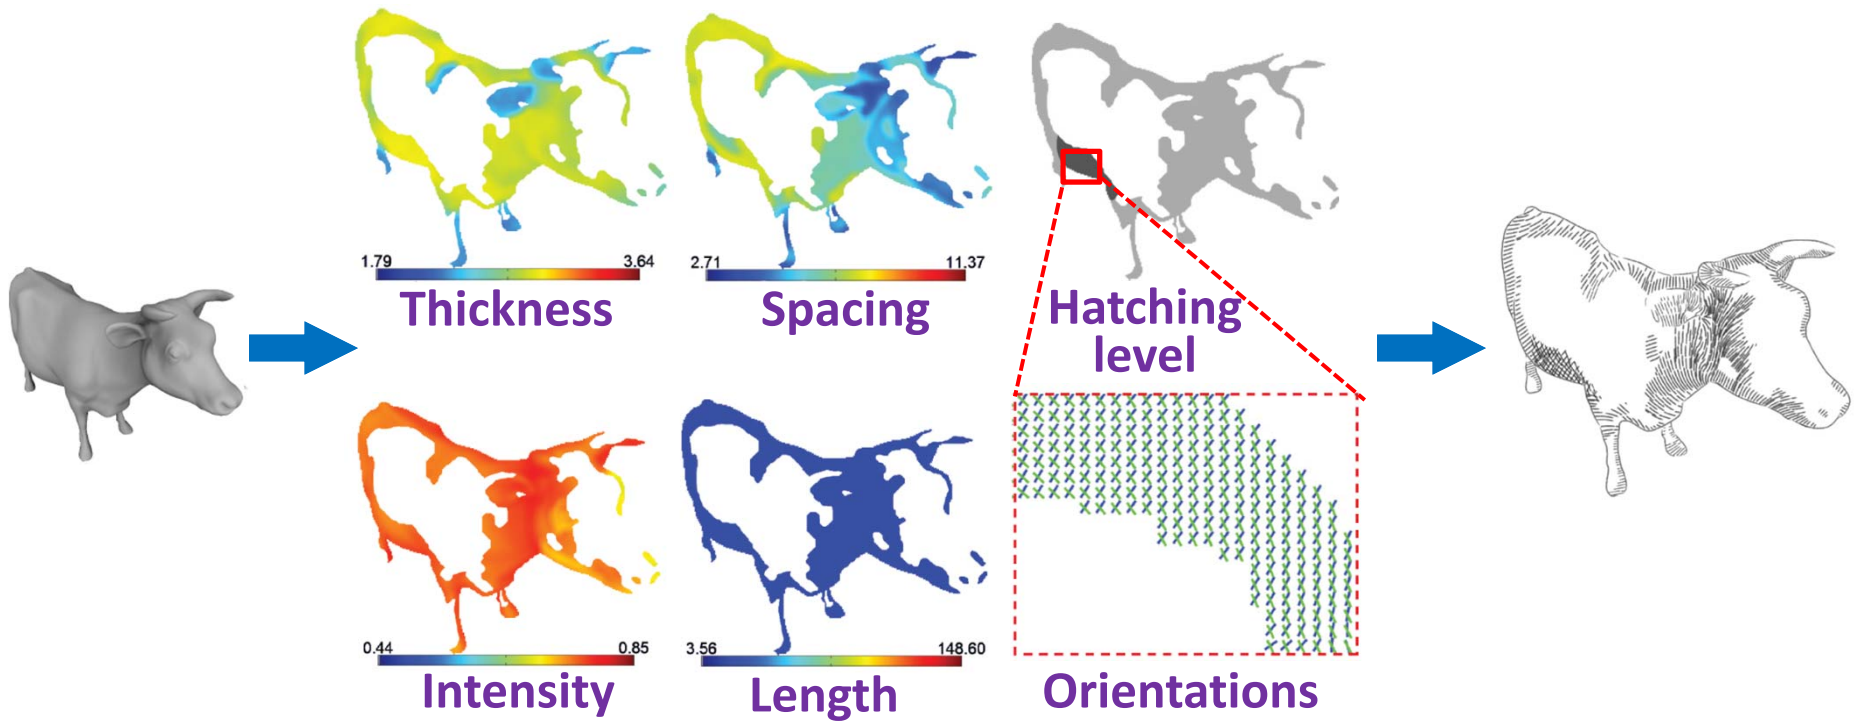 1.79 3.64
Thickness
2.71 11.37
Spacing
Hatching
level
0.44 0.85
Intensity
3.56 148.60
Length
Orientations